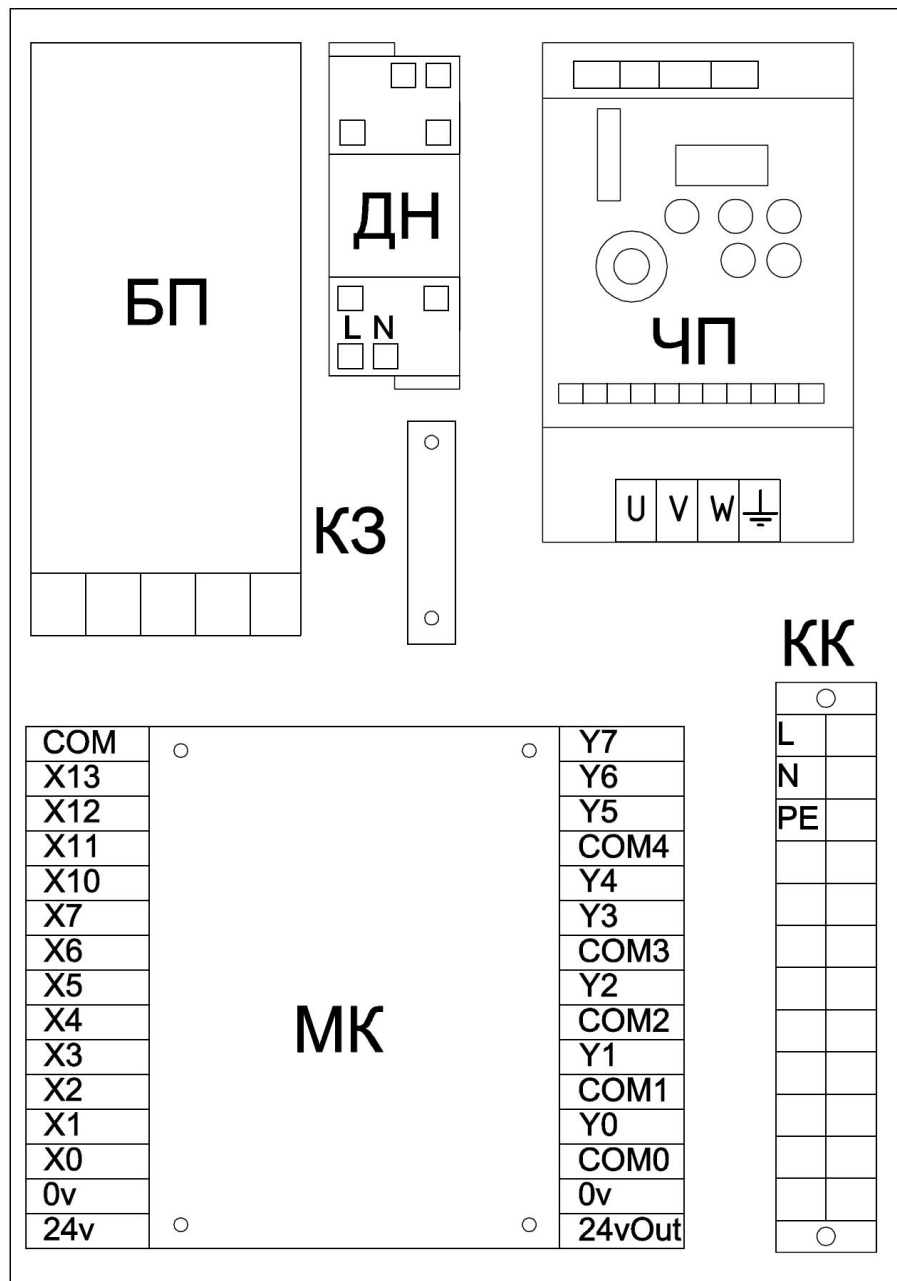 БП
ДН
L N
ЧП
U V W
КЗ
КК
L
N
PE
COM
X13
X12
X11
X10
X7
X6
X5
X4
X3
X2
X1
X0
0v
24v
МК
Y7
Y6
Y5
COM4
Y4
Y3
COM3
Y2
COM2
Y1
COM1
Y0
COM0
0v
24vOut